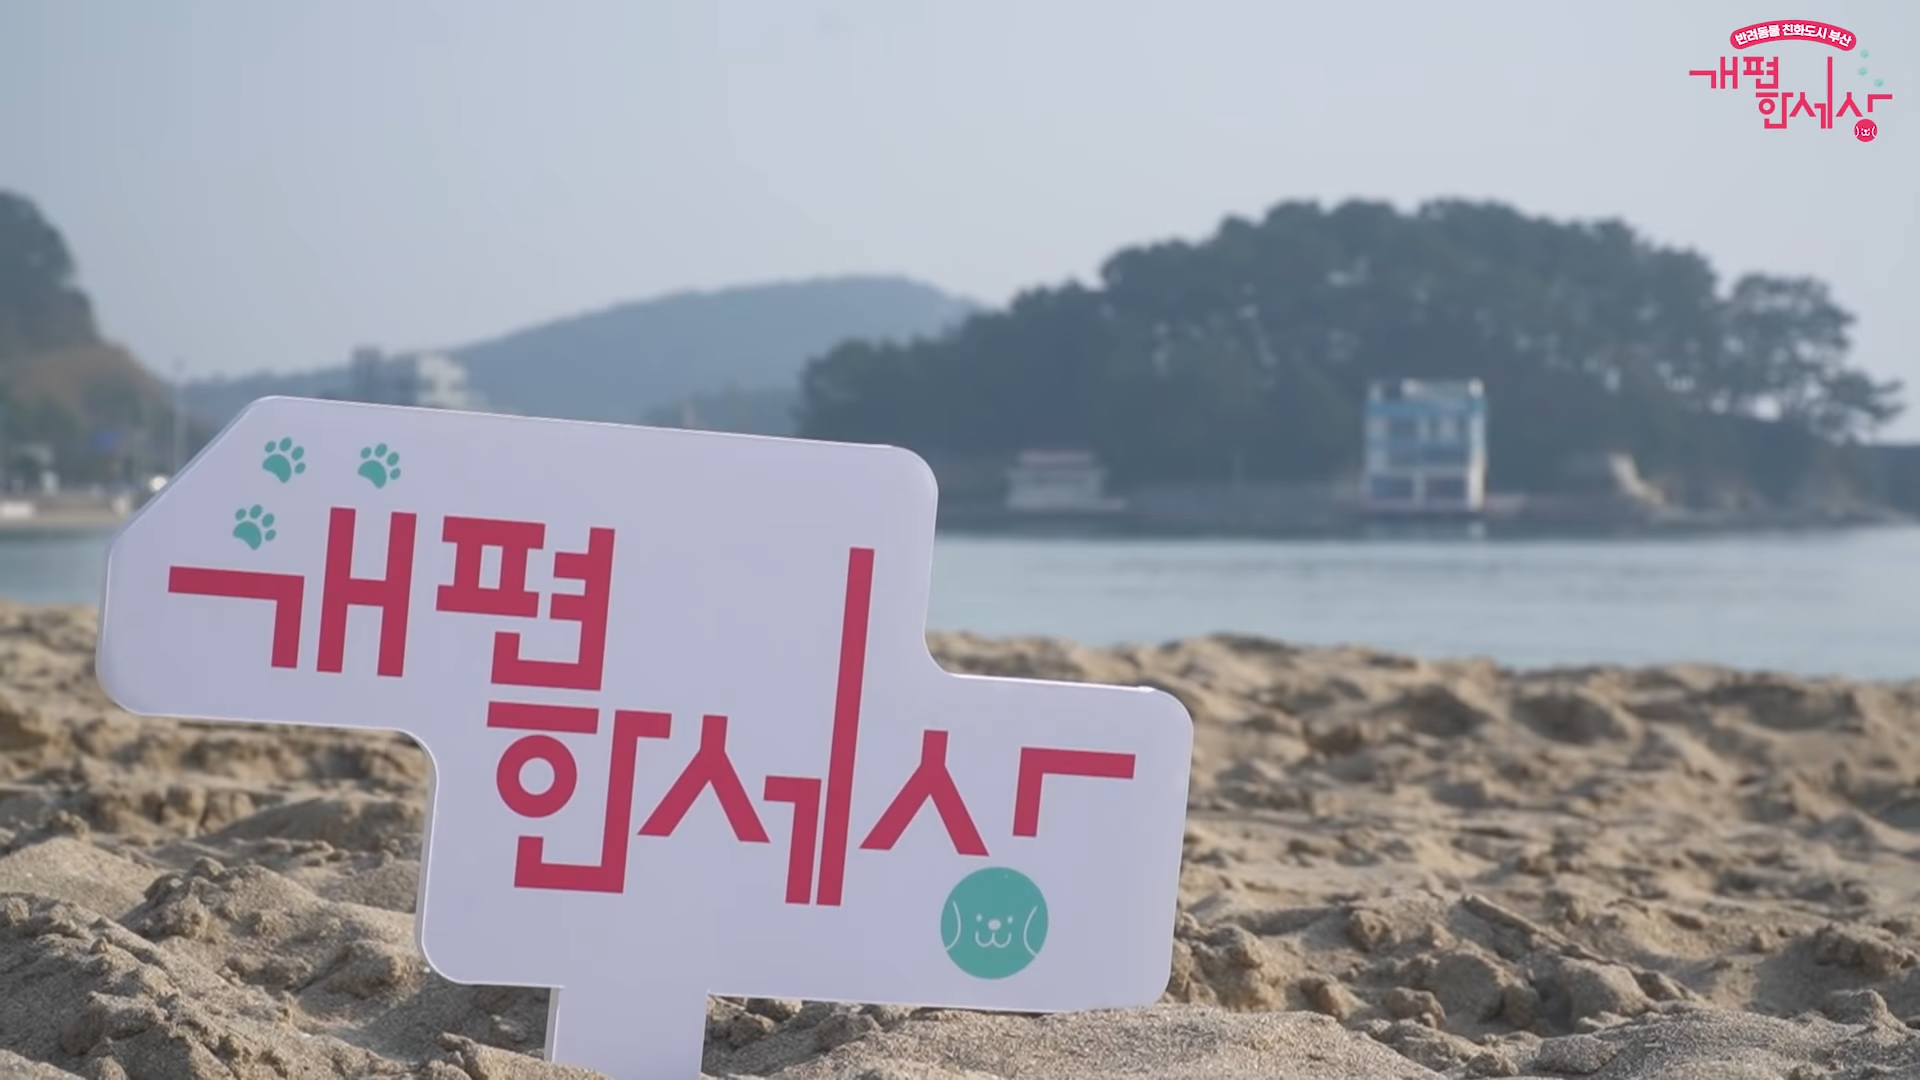 반려동물 친화도시 부산
개편
한세상
개편
한세상